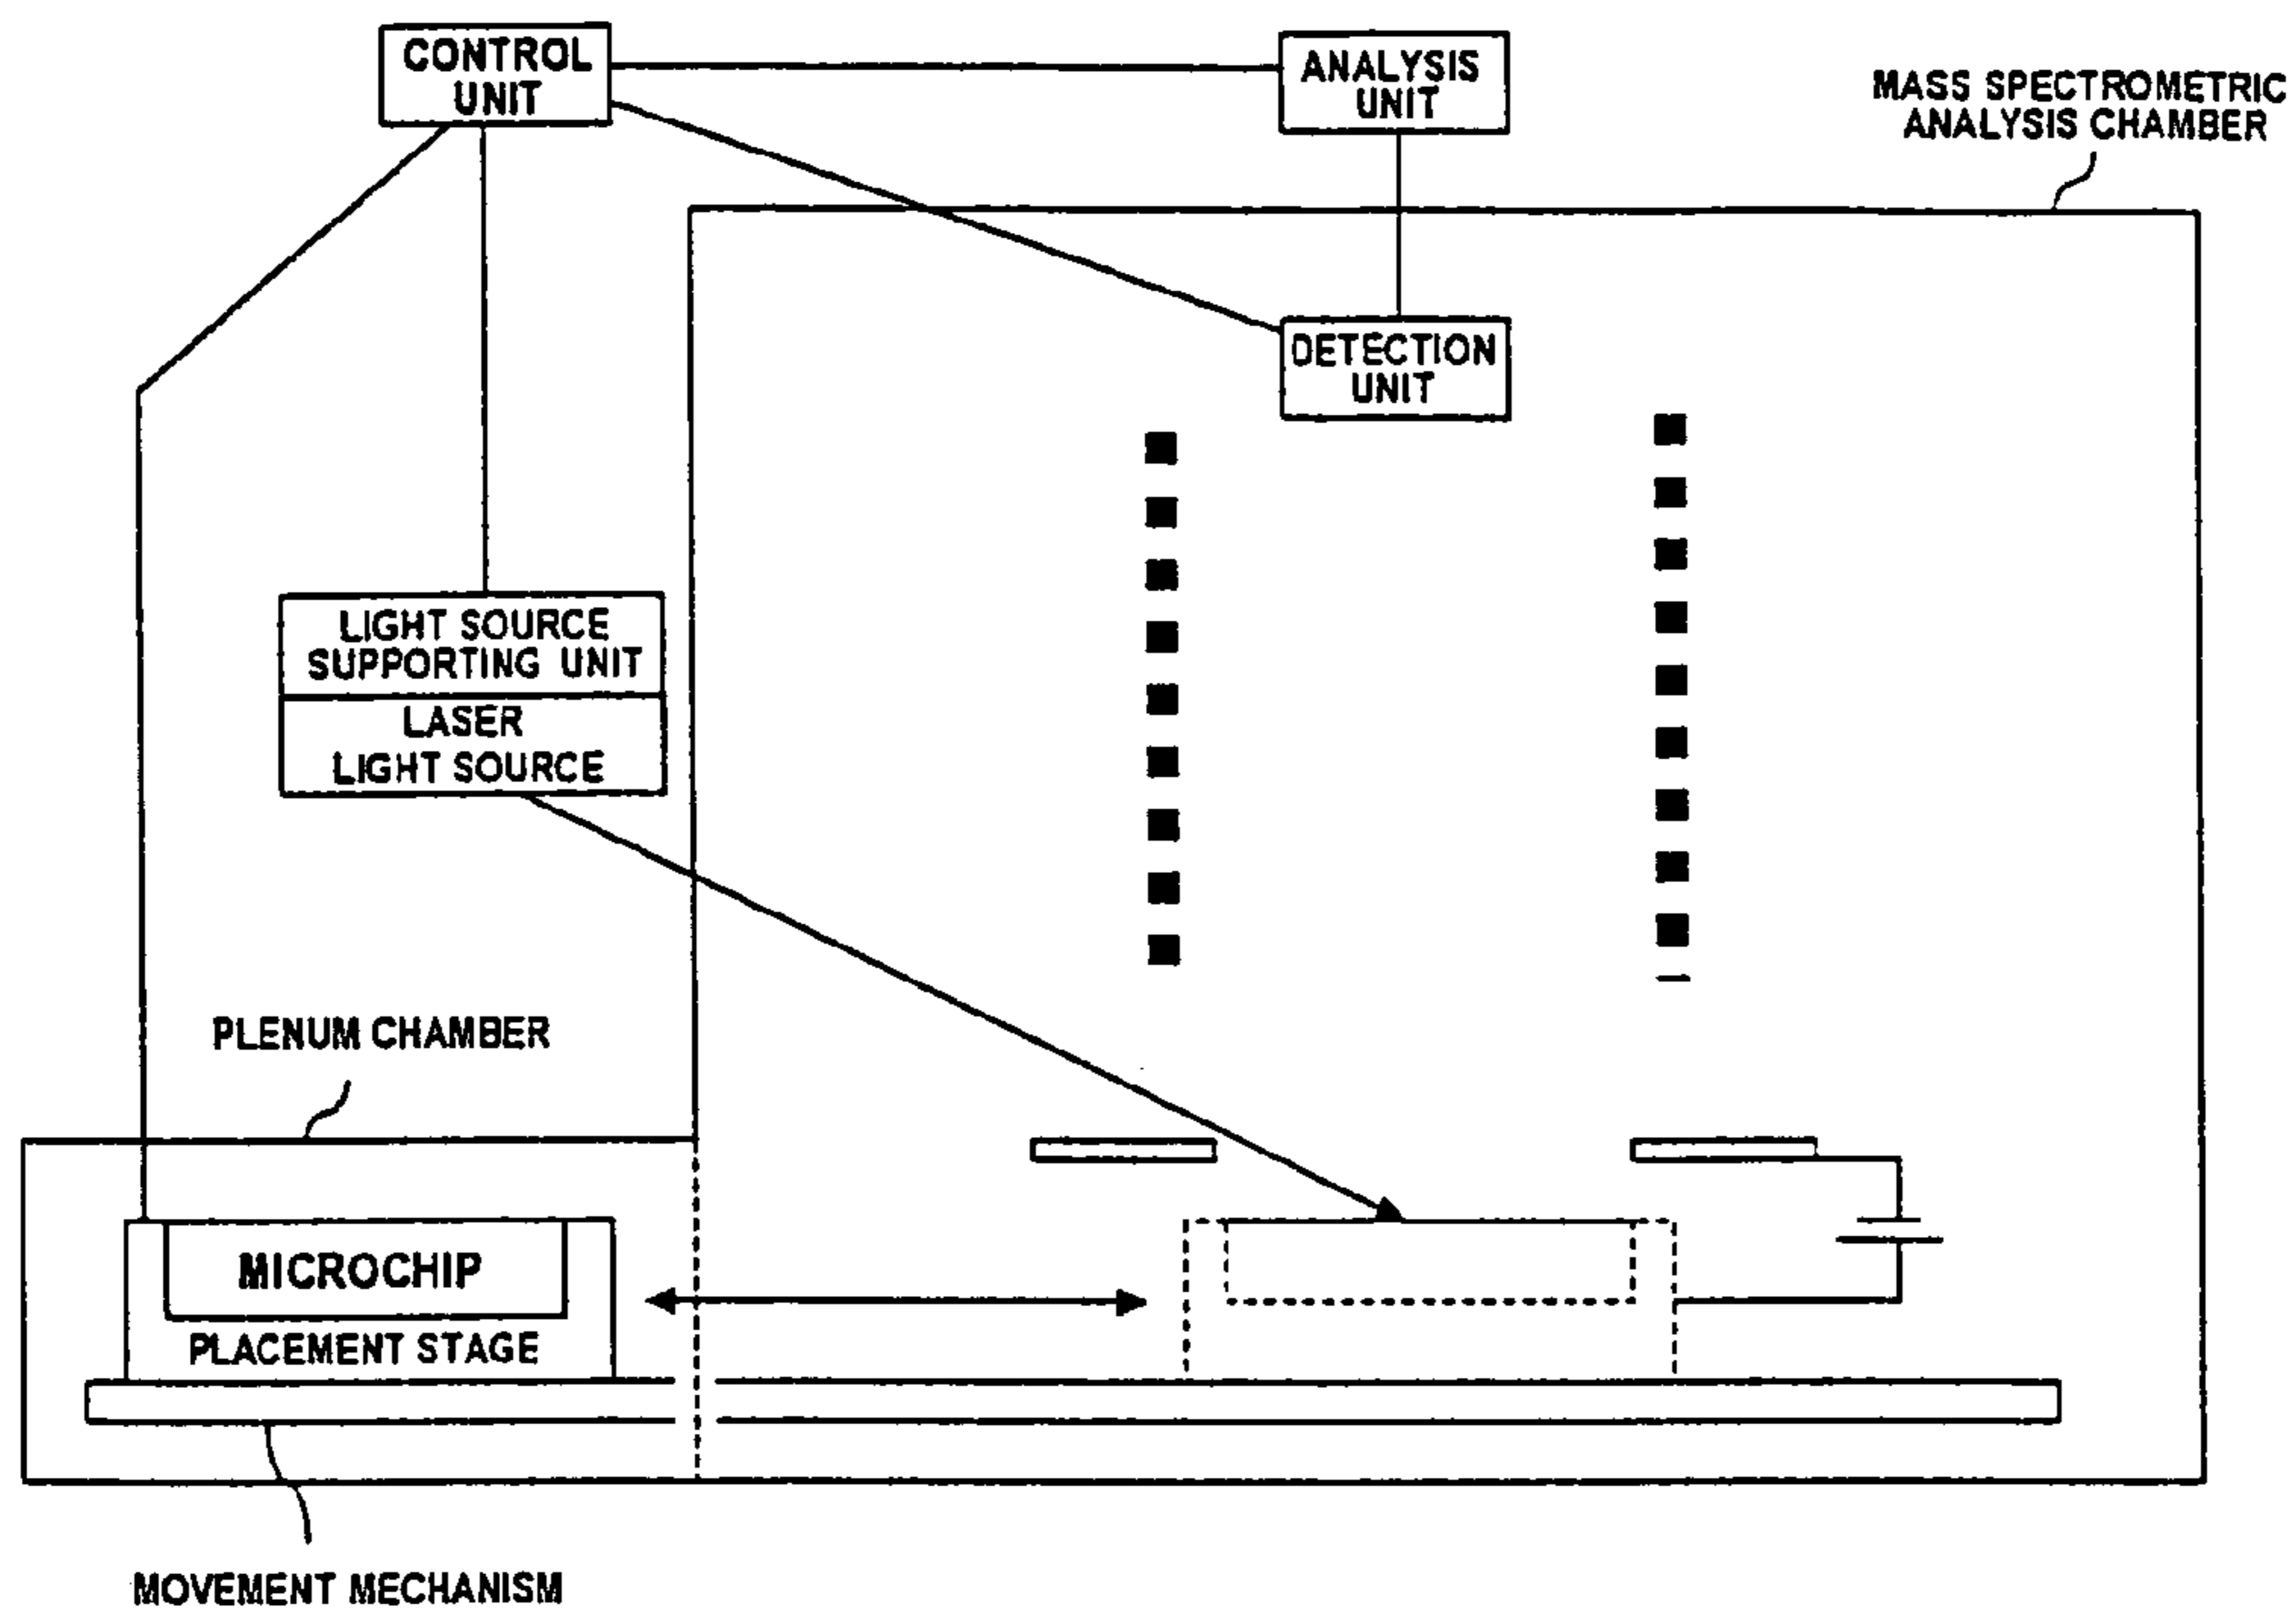 CONTROL
UNIT
ANALYSIS
UNIT
MASS SPECTROMETRIC
ANALYSIS CHAMBER
DETECTION
UNIT
LIGHT SOURCE
SUPPORTING UNIT
LASER
LIGHT SOURCE
PLENUM CHAMBER
MICROCHIP
PLACEMENT STAGE
MOVEMENT MECHANISM